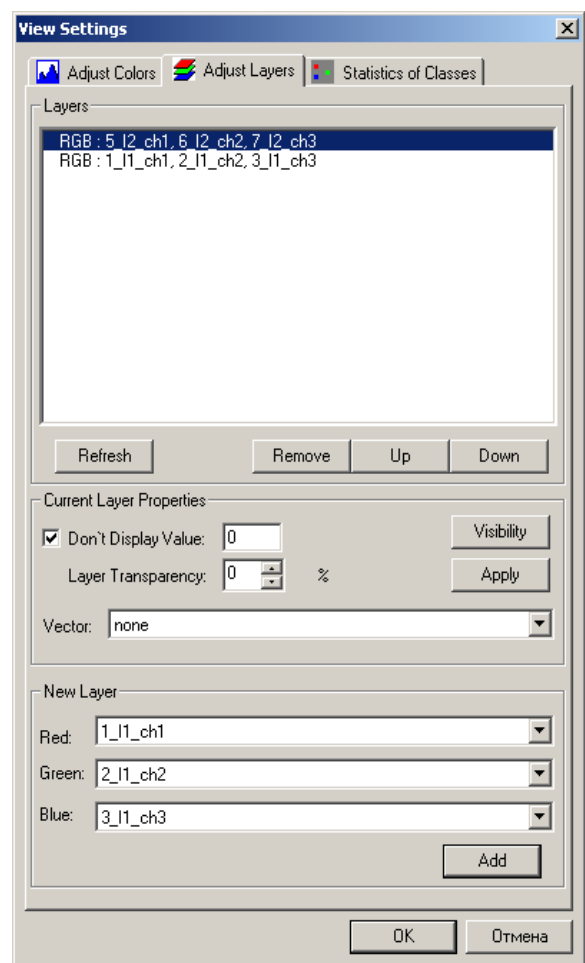 View Settings
Adjust Colors Adjust Layers Statistics of Classes
Layers
RGB : 5_l2_ch1, 6_l2_ch2, 7_l2_ch3
RGB : 1_l1_ch1, 2_l1_ch2, 3_l1_ch3
Refresh Remove Up Down
Current Layer Properties
Don`t Display Value: 0 Visibility
Layer Transparency: 0 % Apply
Vector: none
New Layer
Red: 1_l1_ch1
Green: 2_l1_ch2
Blue: 3_l1_ch3
Add
OK Отмена